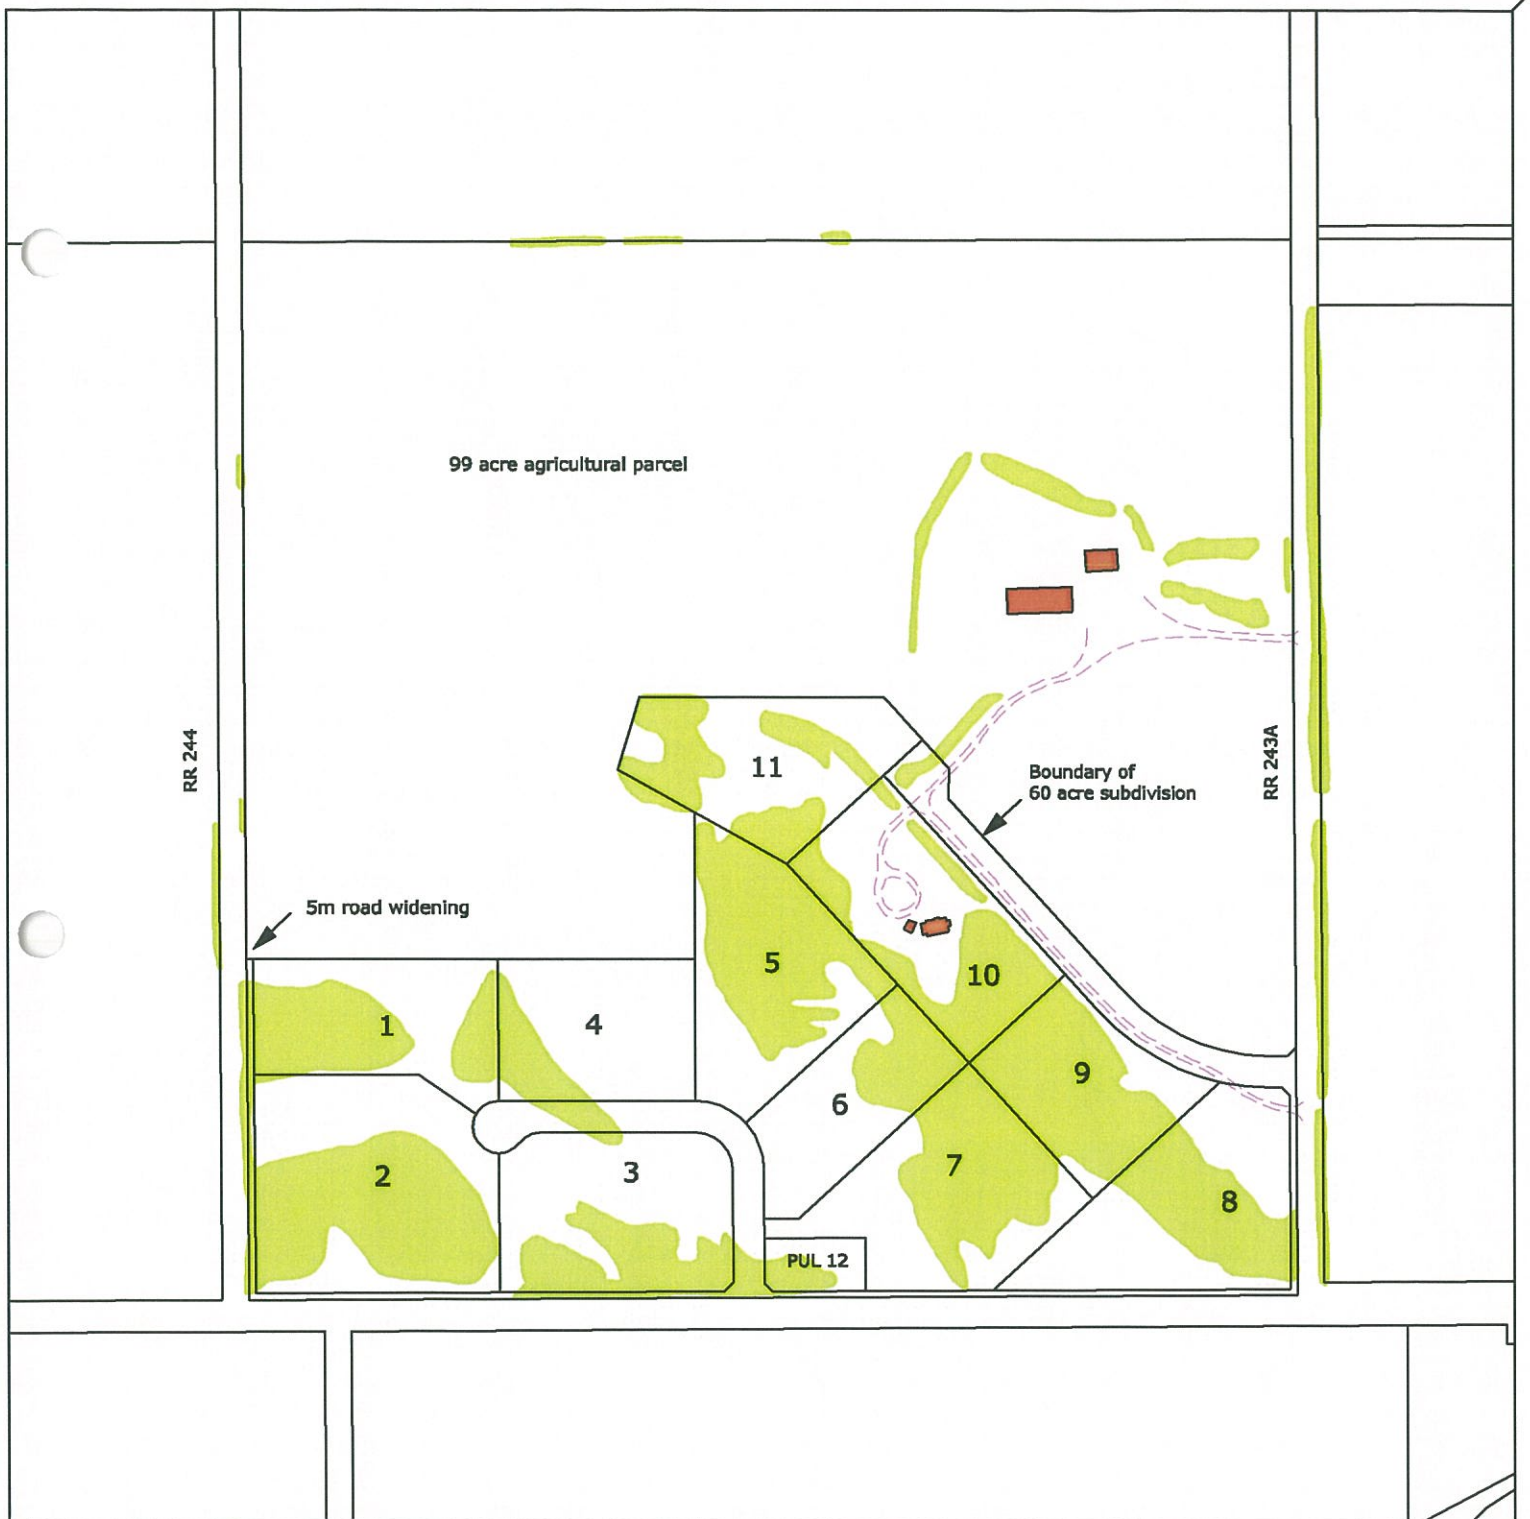 99 acre agricultural parcel
RR 244
RR 243A
11
Boundary of
60 acre subdivision
5m road widening
5
10
1
4
9
6
2
3
7
8
PUL 12